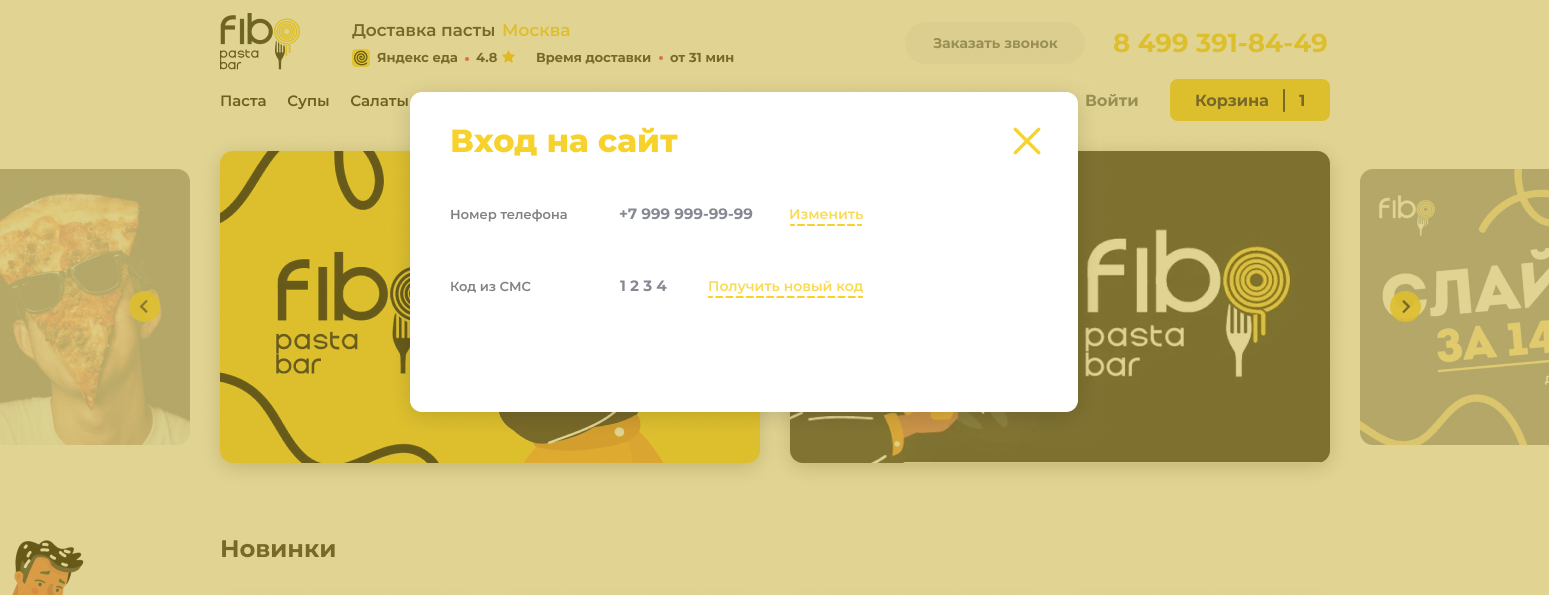 fibo
pasta
bar
Доставка пасты Москва
Яндекс еда • 4.8 Время доставки • от 31 мин
Заказать звонок
8 499 391-84-49
Паста Супы Салаты
Войти
Корзина | 1
Вход на сайт
Номер телефона +7 999 999-99-99 Изменить
Код из СМС 1 2 3 4 Получить новый код
fibo
pasta
bar
fibo
pasta
bar
fibo
ЗА 14
Новинки